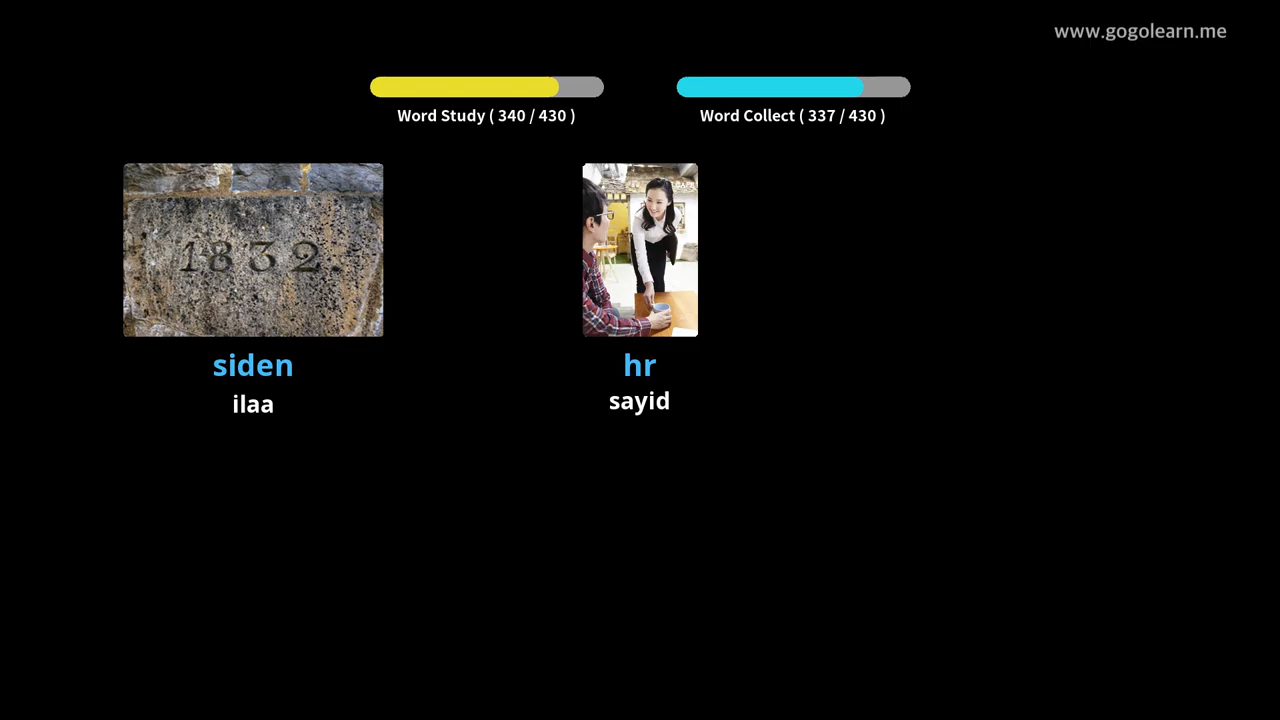 www.gogolearn.me
Word Study ( 340 / 430 )
Word Collect ( 337 / 430 )
1832.
siden
hr
ilaa
sayid